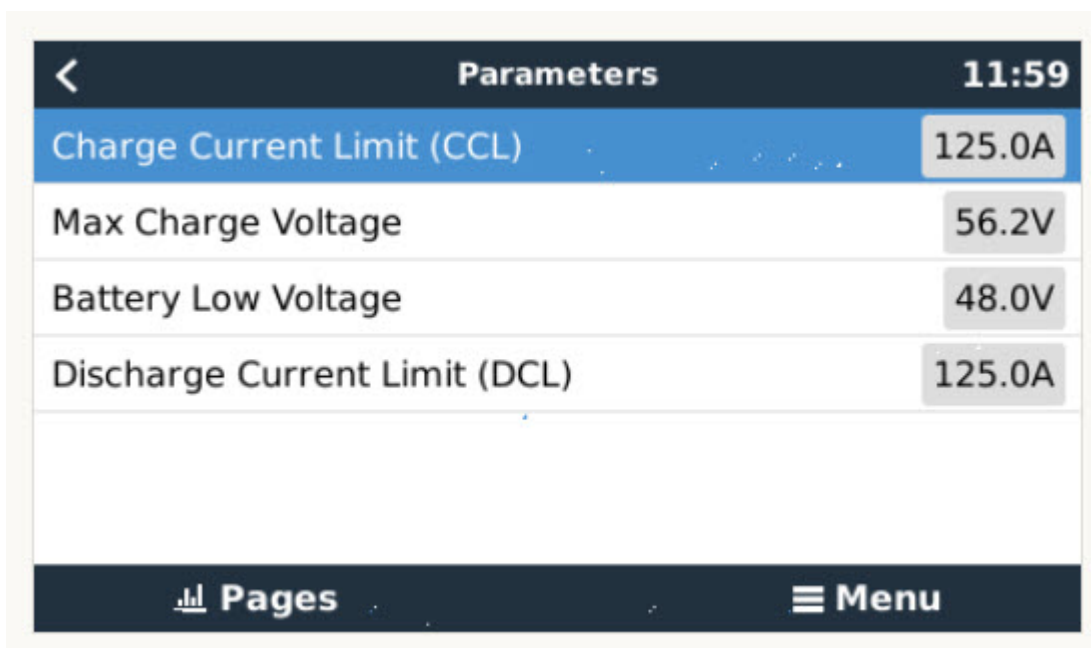 Parameters 11:59
Charge Current Limit (CCL) 125.0A
Max Charge Voltage 56.2V
Battery Low Voltage 48.0V
Discharge Current Limit (DCL) 125.0A
Pages Menu